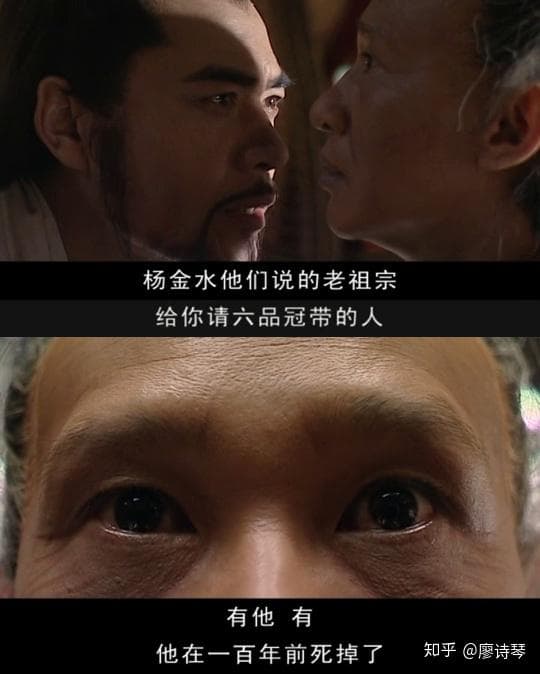 杨金水他们说的老祖宗
给你请六品冠带的人
有他 有
他在一百年前死掉了
知乎 @廖诗琴